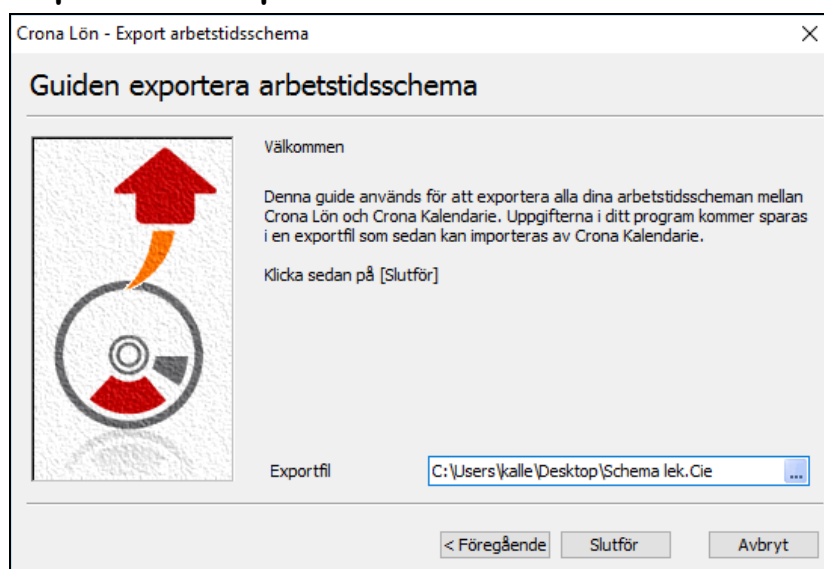 Crona Lön - Export arbetstidsschema
Guiden exportera arbetstidsschema
Välkommen
Denna guide används för att exportera alla dina arbetstidsscheman mellan
Crona Lön och Crona Kalendarie. Uppgifterna i ditt program kommer sparas
i en exportfil som sedan kan importeras av Crona Kalendarie.
Klicka sedan på [Slutför]
Exportfil
C:\Users\kalle\Desktop\Schema lek.Cie
...
< Föregående
Slutför
Avbryt